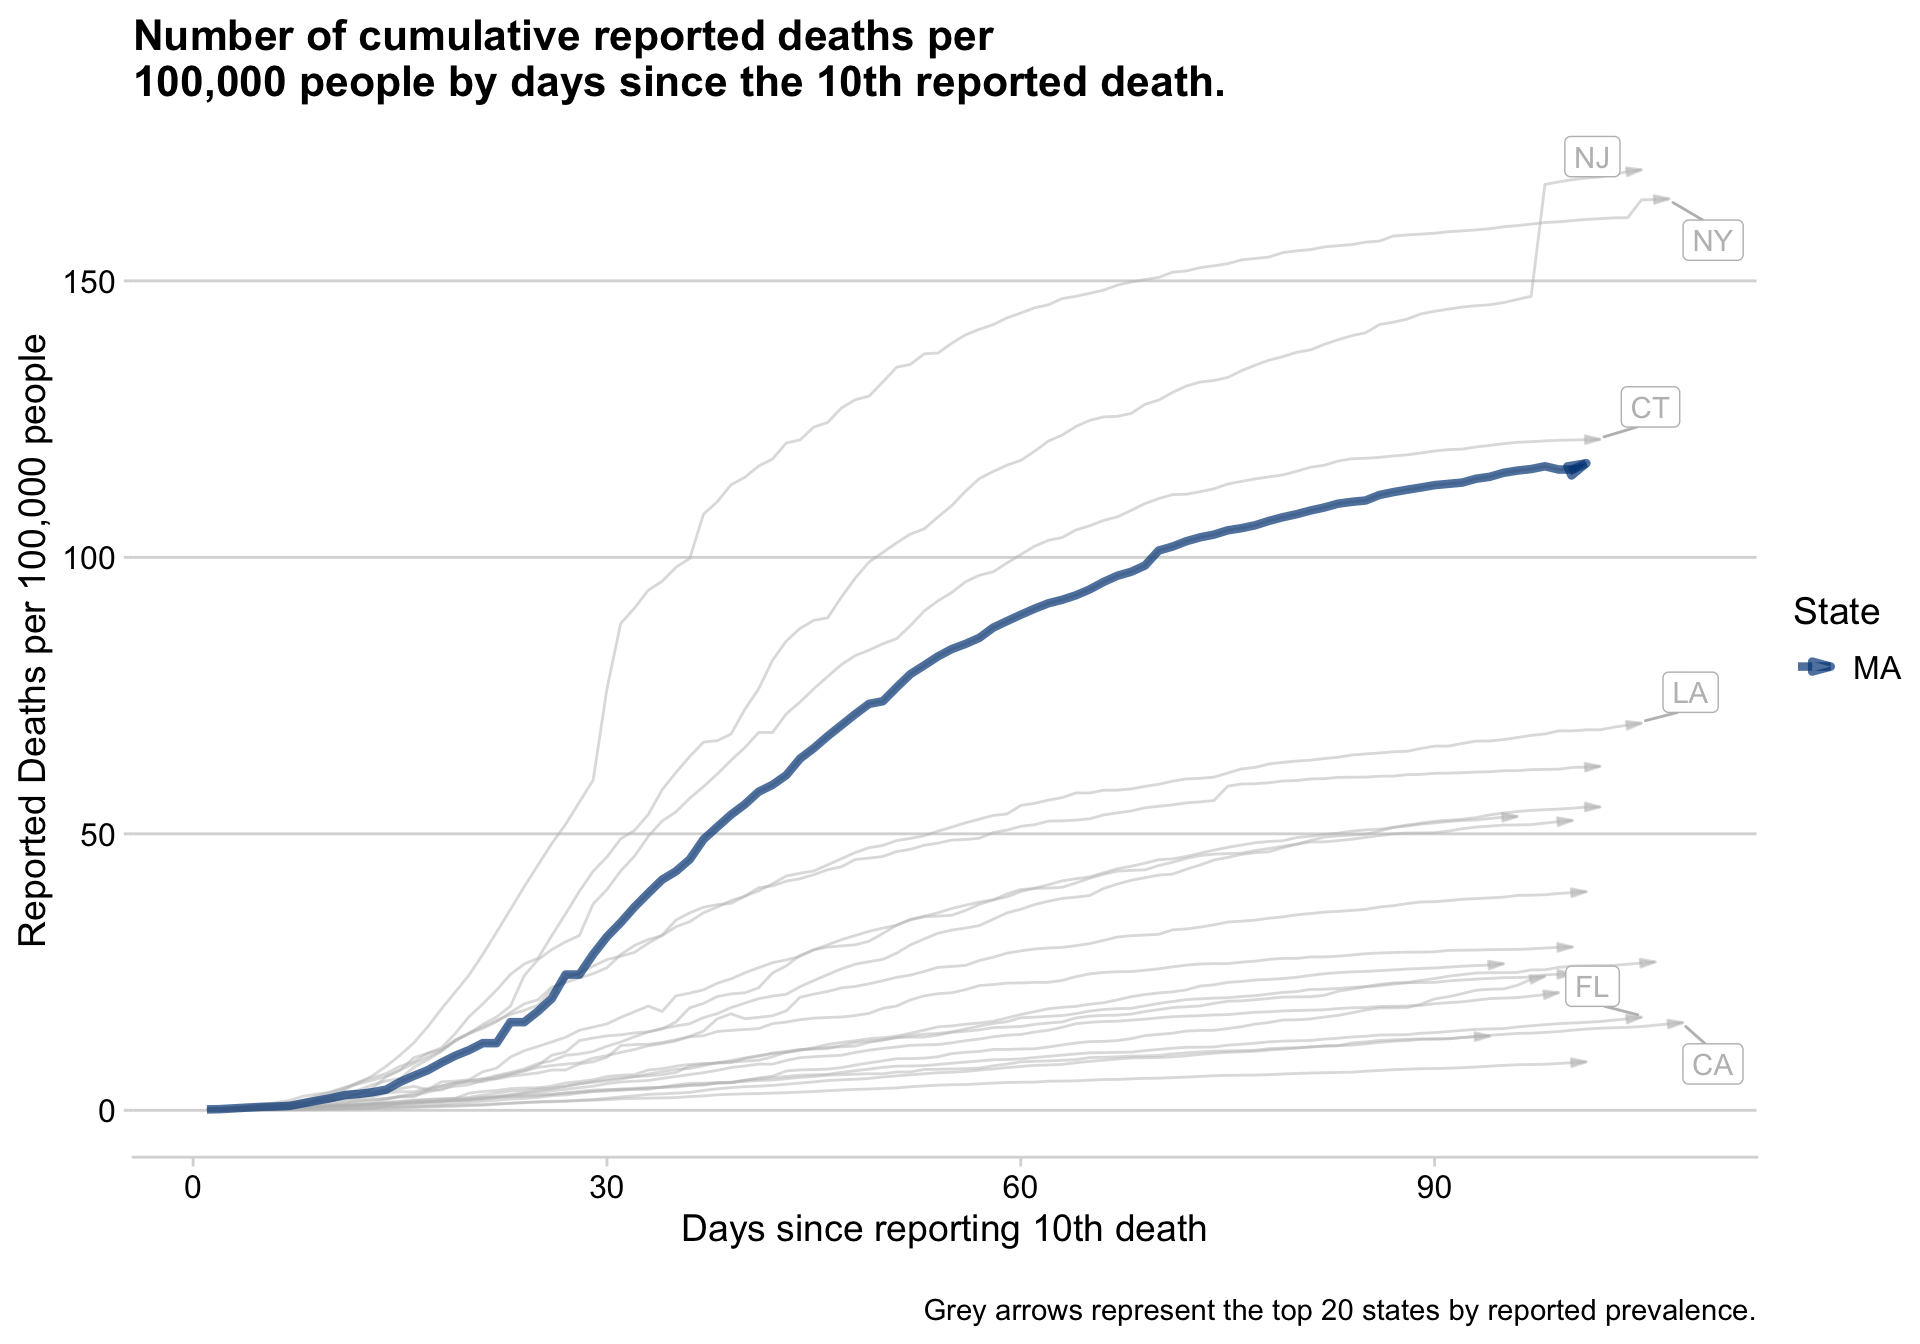 Number of cumulative reported deaths per
100,000 people by days since the 10th reported death.
NJ
NY
150
CT
100
LA
50
FL
CA
0
Reported Deaths per 100,000 people
State
MA
0 30 60 90
Days since reporting 10th death
Grey arrows represent the top 20 states by reported prevalence.